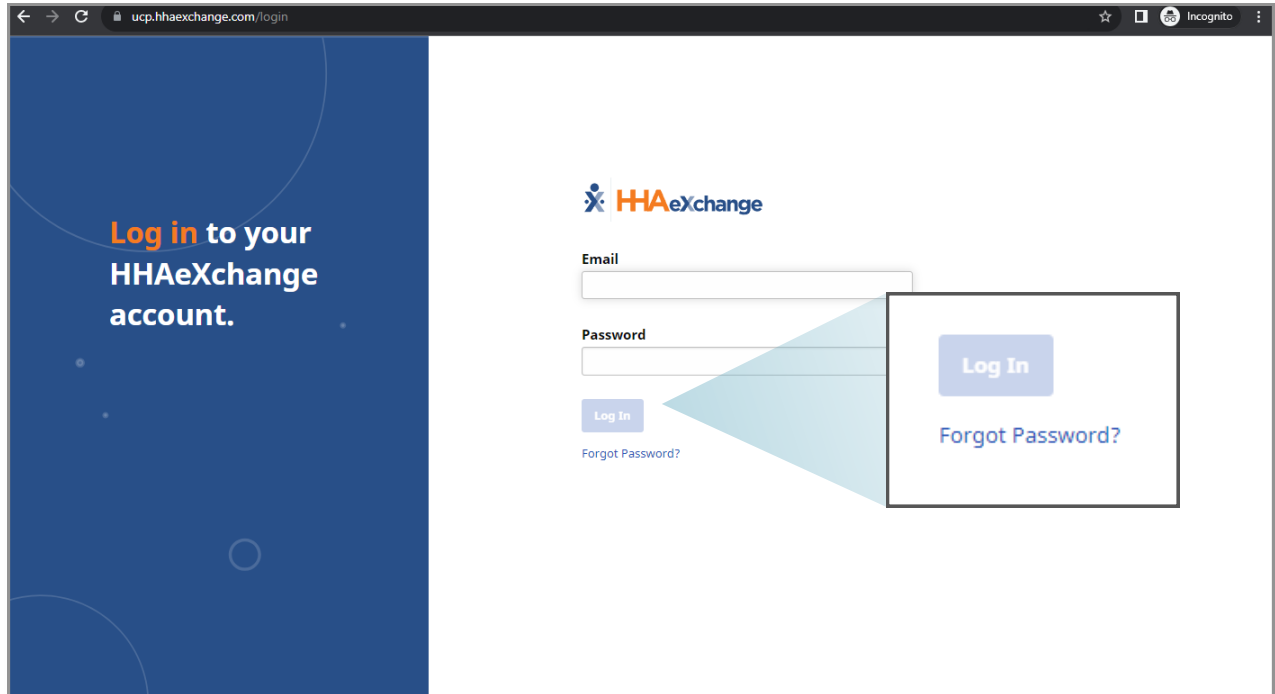 ucp.hhaexchange.com/login
Incognito
Log in to your
HHAeXchange
account.
HHAeXchange
Email
Password
Log In
Forgot Password?
Log In
Forgot Password?